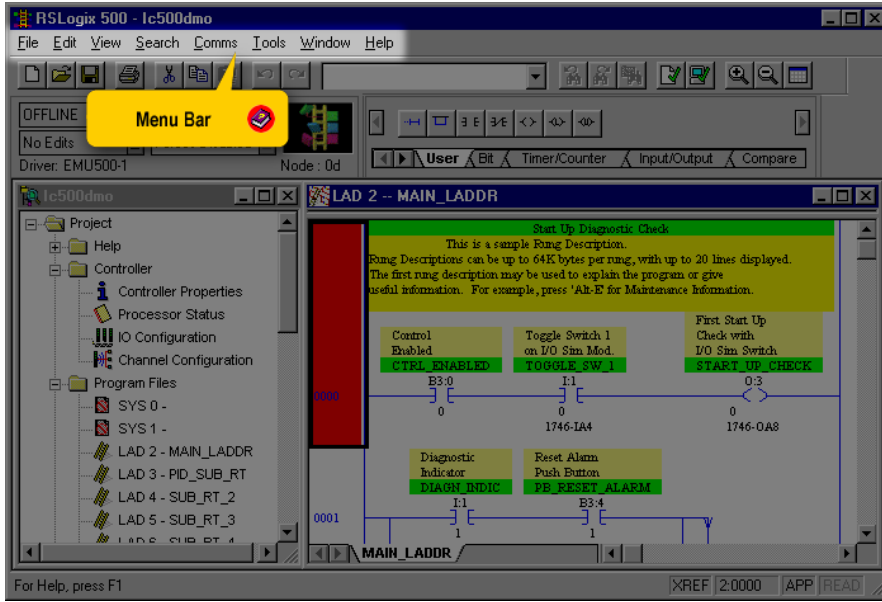 RSLogix 500 - lc500dmo
File Edit View Search Comms Tools Window Help
OFFLINE
Menu Bar
No Edits
Driver: EMU500-1 Node : 0d
User Bit Timer/Counter Input/Output Compare
lc500dmo
Project
Help
Controller
Controller Properties
Processor Status
IO Configuration
Channel Configuration
Program Files
SYS 0 -
SYS 1 -
LAD 2 - MAIN_LADDR
LAD 3 - PID_SUB_RT
LAD 4 - SUB_RT_2
LAD 5 - SUB_RT_3
LAD 6 - SUB_RT_4
LAD 2 -- MAIN_LADDR
Start Up Diagnostic Check
This is a sample Rung Description.
Rung Descriptions can be up to 64K bytes per rung, with up to 20 lines displayed.
The first rung description may be used to explain the program or give
useful information. For example, press 'Alt-E' for Maintenance Information.
First Start Up
Control Toggle Switch 1 Check with
Enabled on I/O Sim Mod. I/O Sim Switch
CTRL_ENABLED TOGGLE_SW_1 START_UP_CHECK
B3:0 I:1 O:3
0000
0 0 0
1746-IA4 1746-OA8
Diagnostic Reset Alarm
Indicator Push Button
DIAGN_INDIC PB_RESET_ALARM
I:1 B3:4
0001
1 1
MAIN_LADDR
For Help, press F1
XREF 2:0000 APP READ